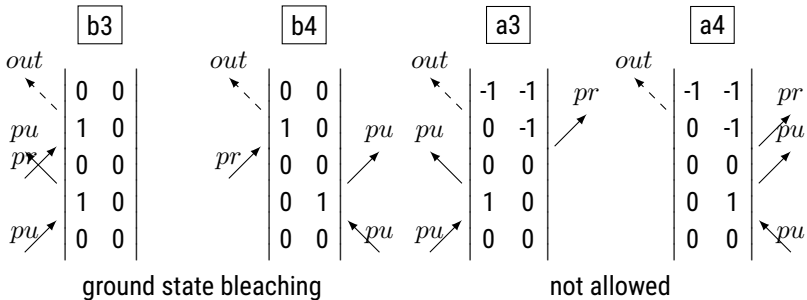 b3 b4 a3 a4
out out out out
0 0 0 0 -1 -1 -1 -1
pr pr
pu 1 0 1 0 pu pu 0 -1 0 -1 pu
pr 0 0 pr 0 0 0 0 0 0
1 0 0 1 1 0 0 1
pu 0 0 0 0 pu pu 0 0 0 0 pu
ground state bleaching not allowed